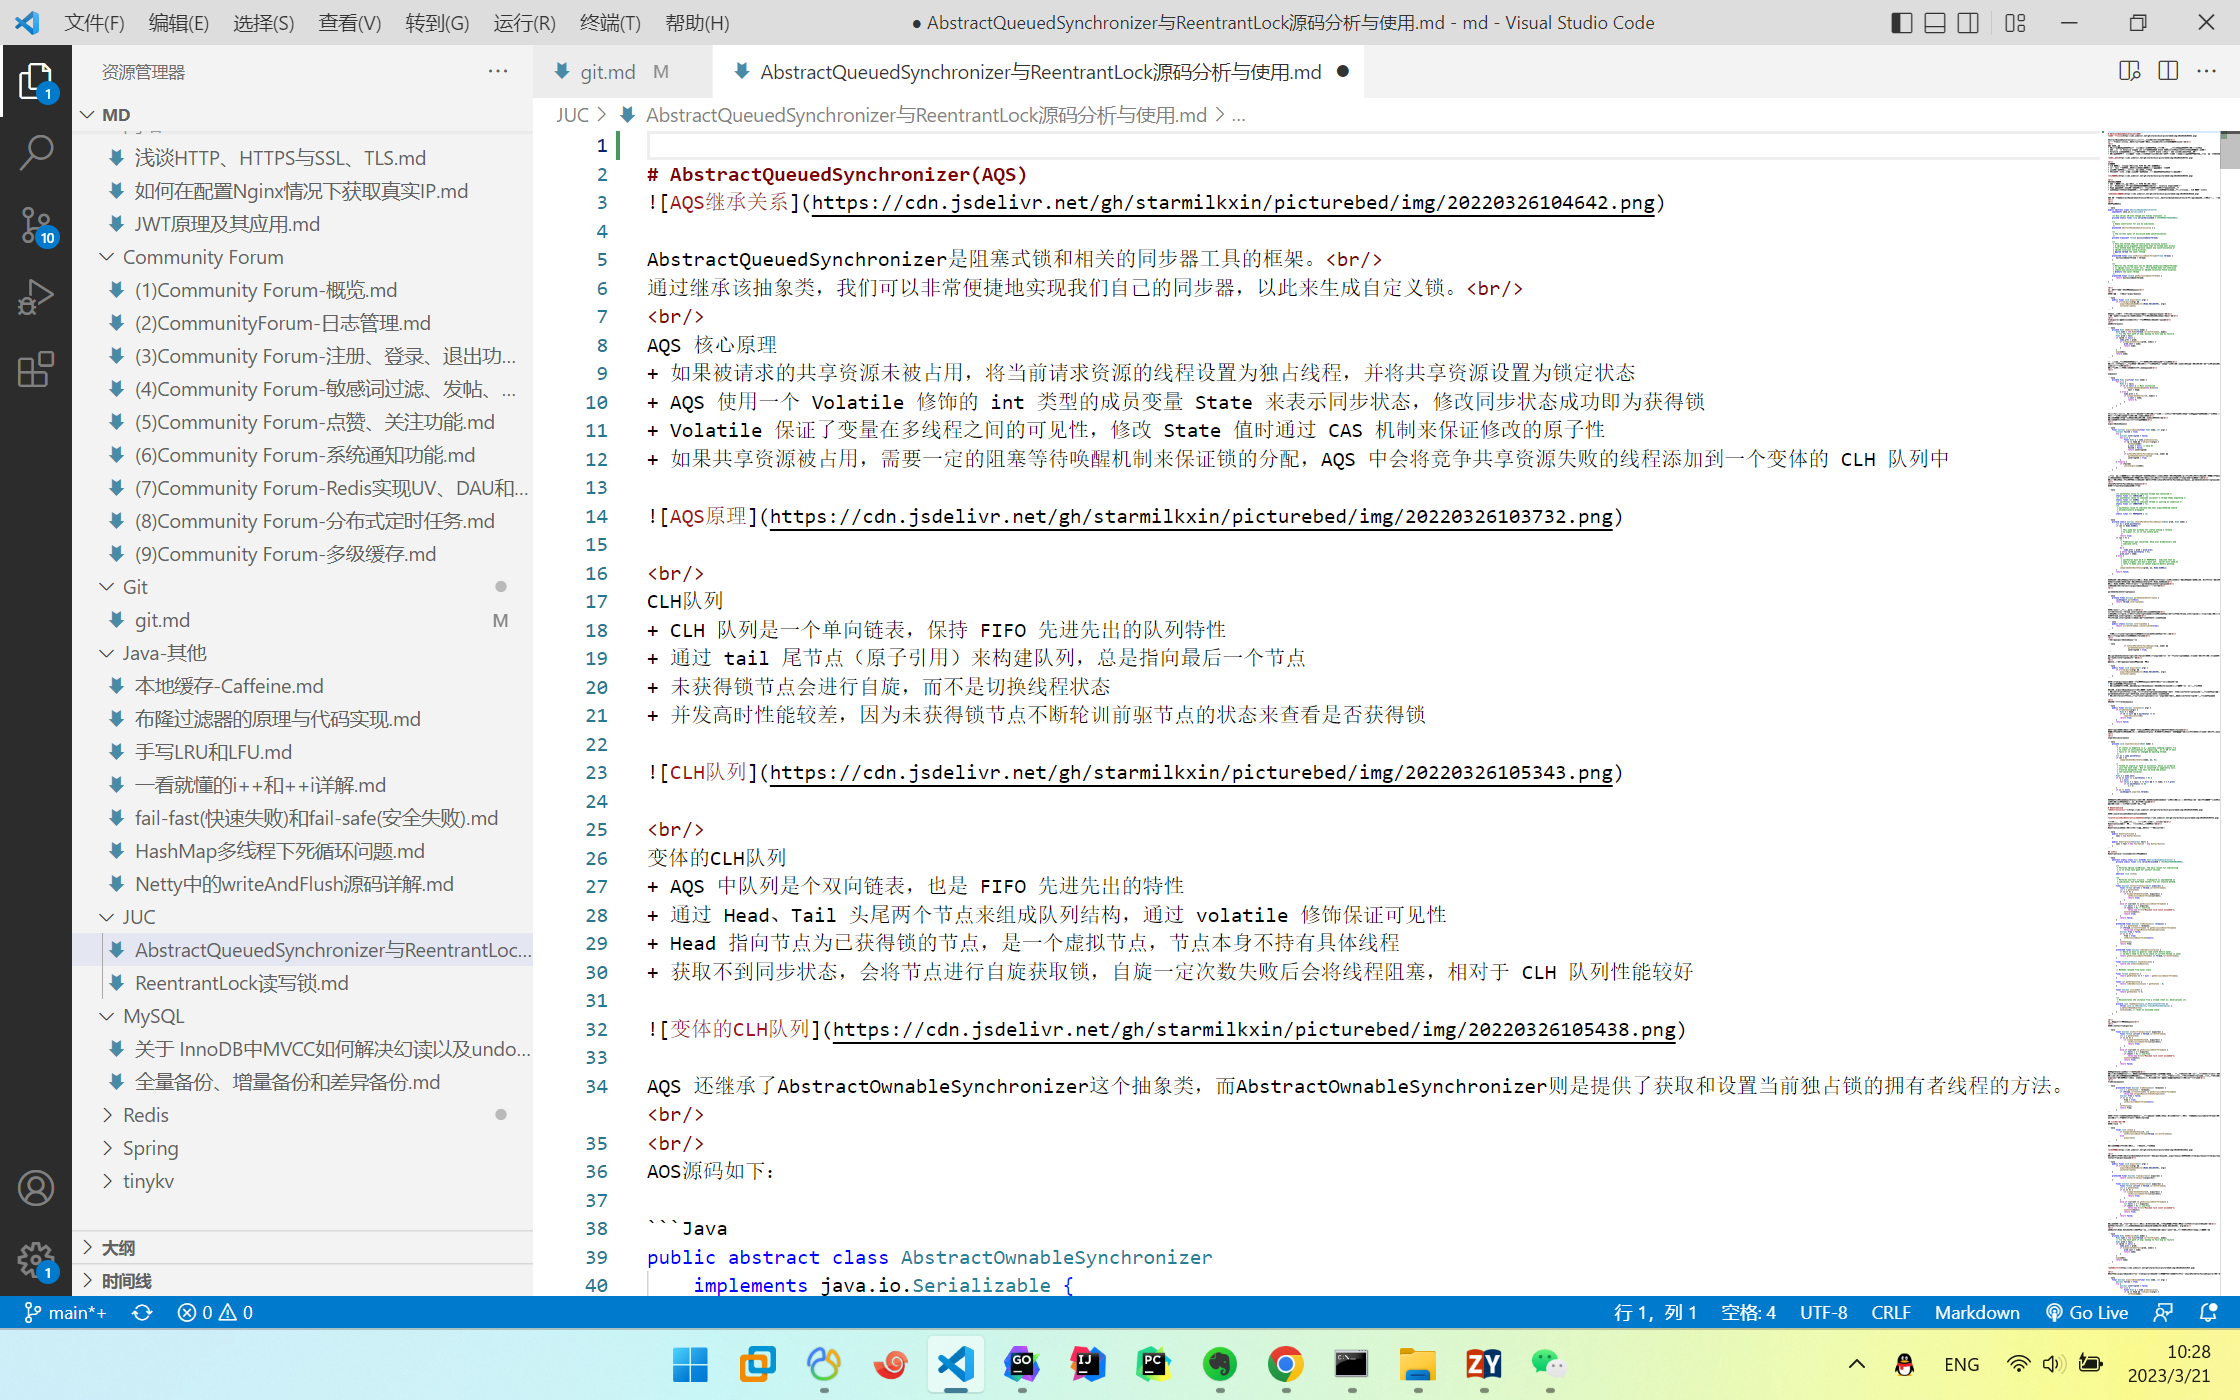 文件(F) 编辑(E) 选择(S) 查看(V) 转到(G) 运行(R) 终端(T) 帮助(H)
● AbstractQueuedSynchronizer与ReentrantLock源码分析与使用.md - md - Visual Studio Code
资源管理器
MD
浅谈HTTP、HTTPS与SSL、TLS.md
如何在配置Nginx情况下获取真实IP.md
JWT原理及其应用.md
Community Forum
(1)Community Forum-概览.md
(2)CommunityForum-日志管理.md
(3)Community Forum-注册、登录、退出功...
(4)Community Forum-敏感词过滤、发帖、...
(5)Community Forum-点赞、关注功能.md
(6)Community Forum-系统通知功能.md
(7)Community Forum-Redis实现UV、DAU和...
(8)Community Forum-分布式定时任务.md
(9)Community Forum-多级缓存.md
Git
git.md M
Java-其他
本地缓存-Caffeine.md
布隆过滤器的原理与代码实现.md
手写LRU和LFU.md
一看就懂的i++和++i详解.md
fail-fast(快速失败)和fail-safe(安全失败).md
HashMap多线程下死循环问题.md
Netty中的writeAndFlush源码详解.md
JUC
AbstractQueuedSynchronizer与ReentrantLoc...
ReentrantLock读写锁.md
MySQL
关于 InnoDB中MVCC如何解决幻读以及undo...
全量备份、增量备份和差异备份.md
Redis
Spring
tinykv
大纲
时间线
1
10
1
git.md M
AbstractQueuedSynchronizer与ReentrantLock源码分析与使用.md ●
JUC > AbstractQueuedSynchronizer与ReentrantLock源码分析与使用.md > ...
1
2 # AbstractQueuedSynchronizer(AQS)
3 ![AQS继承关系](https://cdn.jsdelivr.net/gh/starmilkxin/picturebed/img/20220326104642.png)
4
5 AbstractQueuedSynchronizer是阻塞式锁和相关的同步器工具的框架。<br/>
6 通过继承该抽象类，我们可以非常便捷地实现我们自己的同步器，以此来生成自定义锁。<br/>
7 <br/>
8 AQS 核心原理
9 + 如果被请求的共享资源未被占用，将当前请求资源的线程设置为独占线程，并将共享资源设置为锁定状态
10 + AQS 使用一个 Volatile 修饰的 int 类型的成员变量 State 来表示同步状态，修改同步状态成功即为获得锁
11 + Volatile 保证了变量在多线程之间的可见性，修改 State 值时通过 CAS 机制来保证修改的原子性
12 + 如果共享资源被占用，需要一定的阻塞等待唤醒机制来保证锁的分配，AQS 中会将竞争共享资源失败的线程添加到一个变体的 CLH 队列中
13
14 ![AQS原理](https://cdn.jsdelivr.net/gh/starmilkxin/picturebed/img/20220326103732.png)
15
16 <br/>
17 CLH队列
18 + CLH 队列是一个单向链表，保持 FIFO 先进先出的队列特性
19 + 通过 tail 尾节点（原子引用）来构建队列，总是指向最后一个节点
20 + 未获得锁节点会进行自旋，而不是切换线程状态
21 + 并发高时性能较差，因为未获得锁节点不断轮训前驱节点的状态来查看是否获得锁
22
23 ![CLH队列](https://cdn.jsdelivr.net/gh/starmilkxin/picturebed/img/20220326105343.png)
24
25 <br/>
26 变体的CLH队列
27 + AQS 中队列是个双向链表，也是 FIFO 先进先出的特性
28 + 通过 Head、Tail 头尾两个节点来组成队列结构，通过 volatile 修饰保证可见性
29 + Head 指向节点为已获得锁的节点，是一个虚拟节点，节点本身不持有具体线程
30 + 获取不到同步状态，会将节点进行自旋获取锁，自旋一定次数失败后会将线程阻塞，相对于 CLH 队列性能较好
31
32 ![变体的CLH队列](https://cdn.jsdelivr.net/gh/starmilkxin/picturebed/img/20220326105438.png)
33
34 AQS 还继承了AbstractOwnableSynchronizer这个抽象类，而AbstractOwnableSynchronizer则是提供了获取和设置当前独占锁的拥有者线程的方法。
<br/>
35 <br/>
36 AOS源码如下：
37
38 ```Java
39 public abstract class AbstractOwnableSynchronizer
40 implements java.io.Serializable {
main*+ 0 0
行 1，列 1 空格: 4 UTF-8 CRLF Markdown Go Live
GO IJ PC ZY
ENG
10:28
2023/3/21